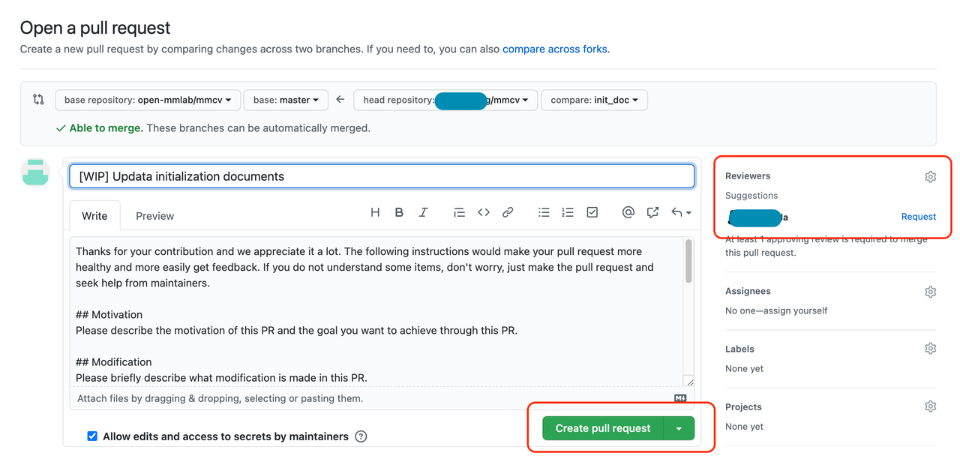 Open a pull request
Create a new pull request by comparing changes across two branches. If you need to, you can also compare across forks.
base repository: open-mmlab/mmcv base: master ← head repository: g/mmcv compare: init_doc
Able to merge. These branches can be automatically merged.
[WIP] Updata initialization documents
Write Preview
Thanks for your contribution and we appreciate it a lot. The following instructions would make your pull request more
healthy and more easily get feedback. If you do not understand some items, don't worry, just make the pull request and
seek help from maintainers.
## Motivation
Please describe the motivation of this PR and the goal you want to achieve through this PR.
## Modification
Please briefly describe what modification is made in this PR.
Attach files by dragging & dropping, selecting or pasting them.
Allow edits and access to secrets by maintainers
Create pull request
Reviewers
Suggestions
la Request
At least 1 approving review is required to merge
this pull request.
Assignees
No one—assign yourself
Labels
None yet
Projects
None yet